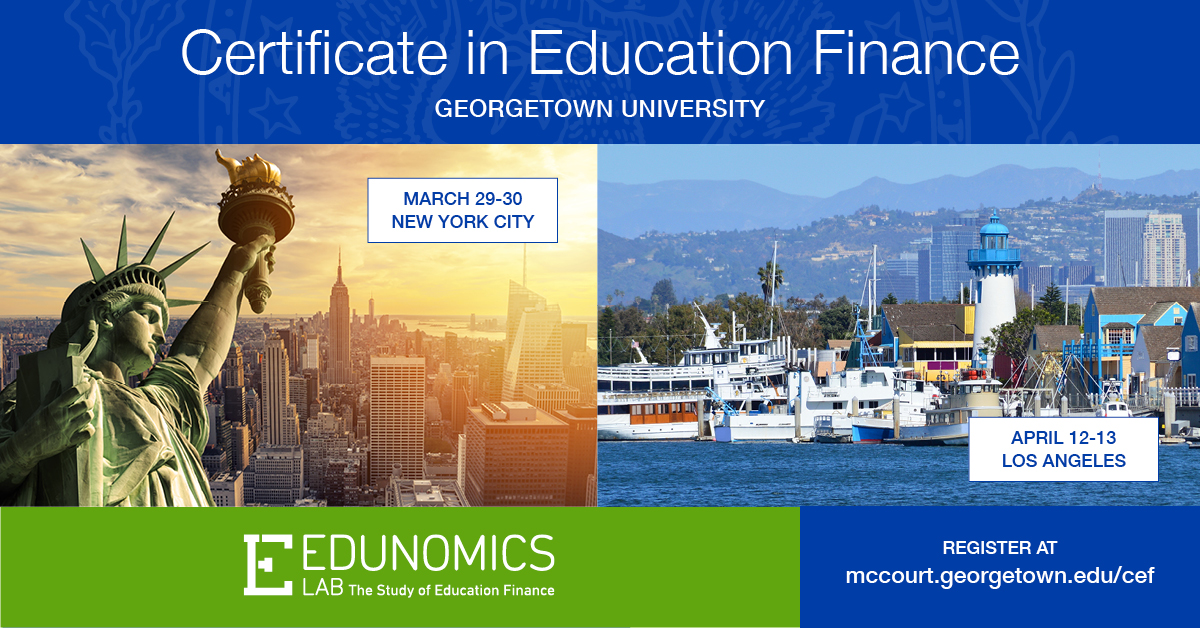 Certificate in Education Finance
GEORGETOWN UNIVERSITY
MARCH 29-30
NEW YORK CITY
APRIL 12-13
LOS ANGELES
E EDUNOMICS
LAB The Study of Education Finance
REGISTER AT
mccourt.georgetown.edu/cef